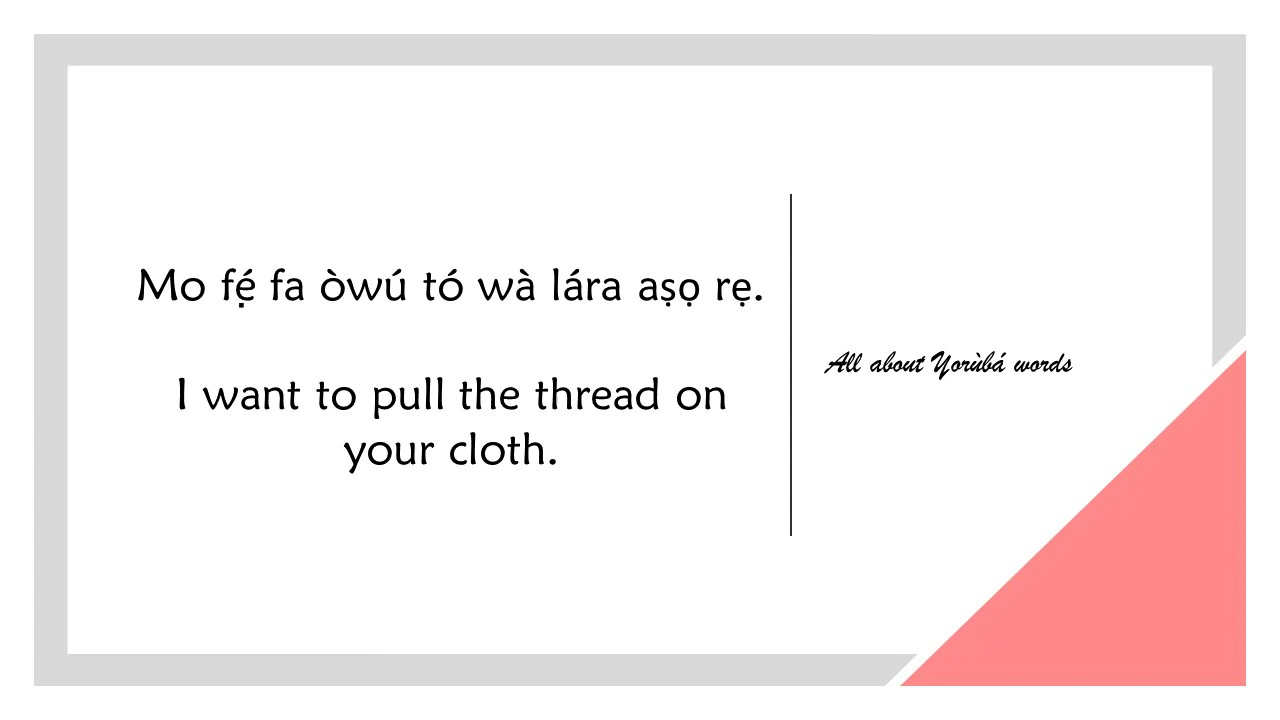 Mo fẹ́ fa òwú tó wà lára aṣọ rẹ.
I want to pull the thread on
your cloth.
All about Yorùbá words